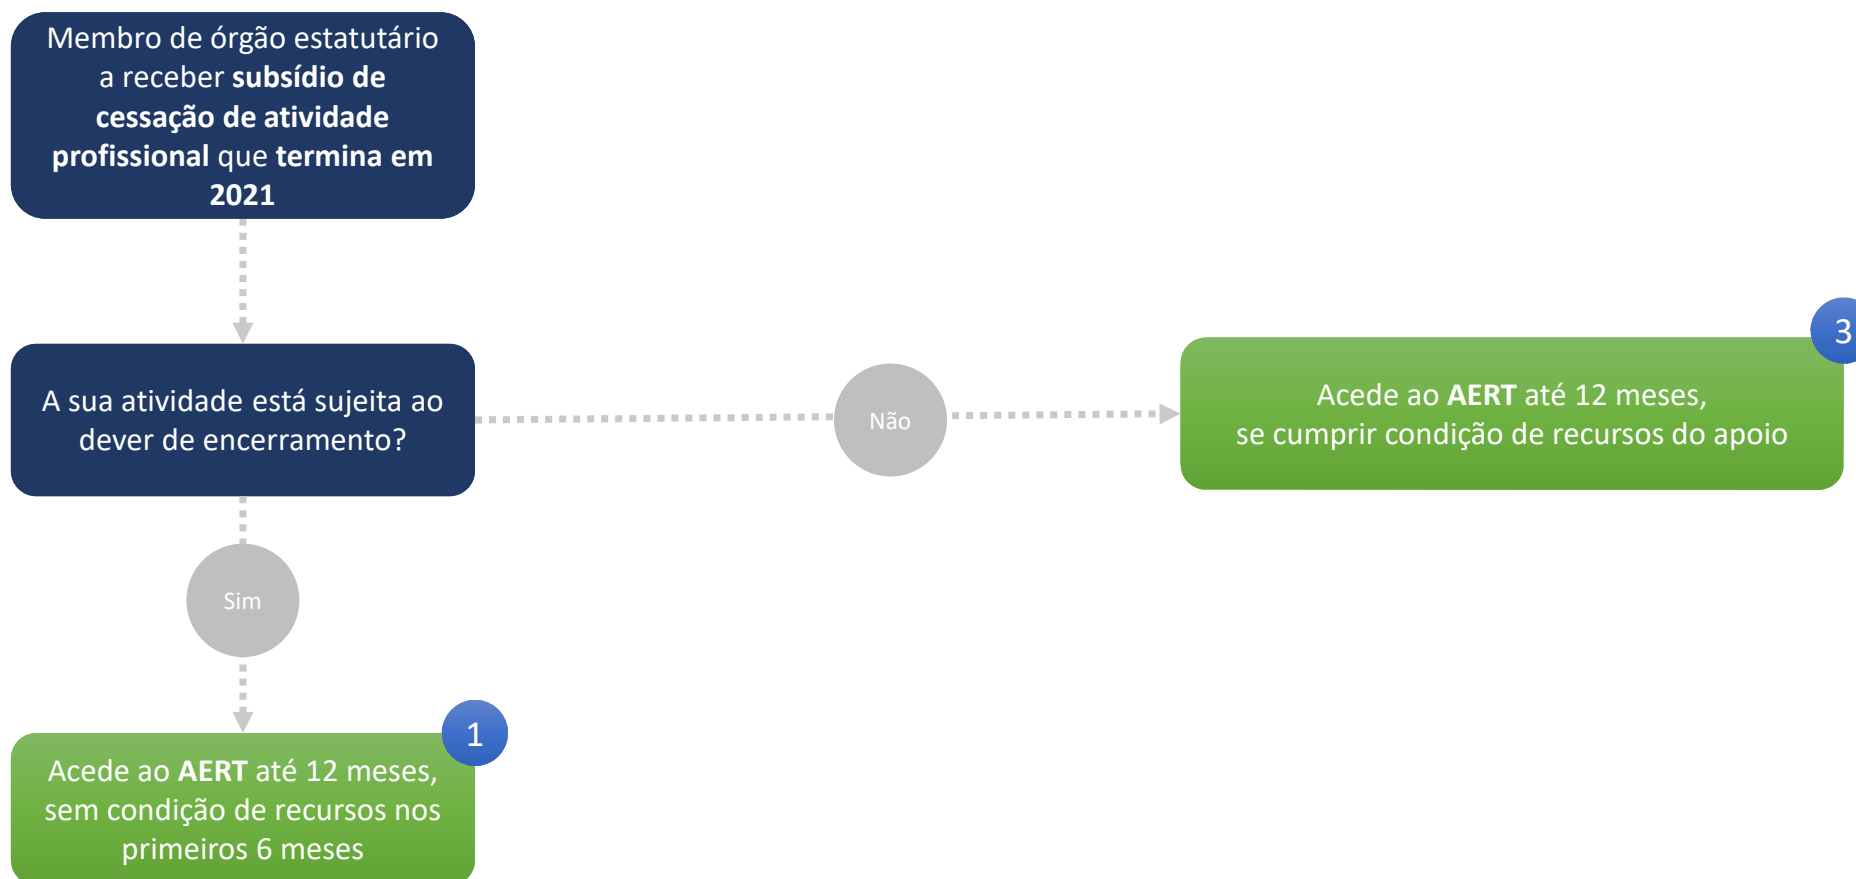 Membro de órgão estatutário
a receber subsídio de
cessação de atividade
profissional que termina em
2021
A sua atividade está sujeita ao
dever de encerramento?
Não
3
Acede ao AERT até 12 meses,
se cumprir condição de recursos do apoio
Sim
1
Acede ao AERT até 12 meses,
sem condição de recursos nos
primeiros 6 meses